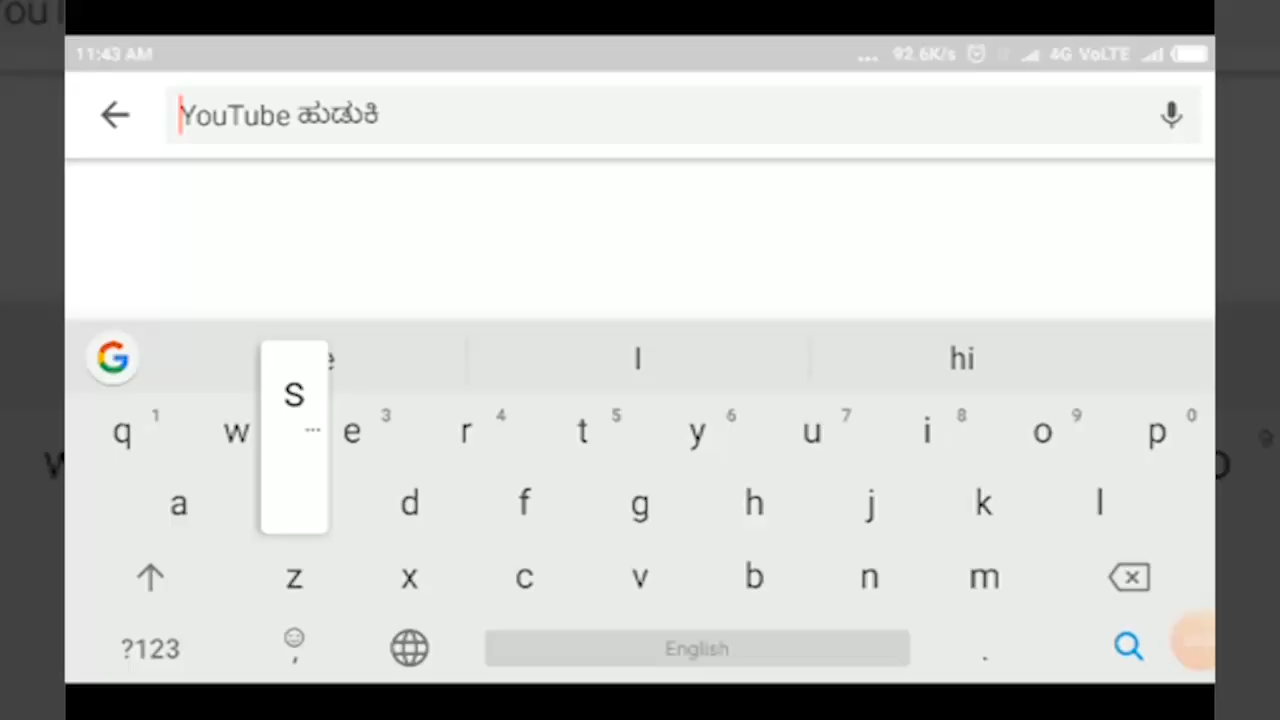 11:43 AM ... 92.6K/s 4G VoLTE
YouTube ಹುಡುಕಿ
I hi
S
q 1 w e 3 r 4 t 5 y 6 u 7 i 8 o 9 p 0
a d f g h j k l
z x c v b n m
?123 , English .